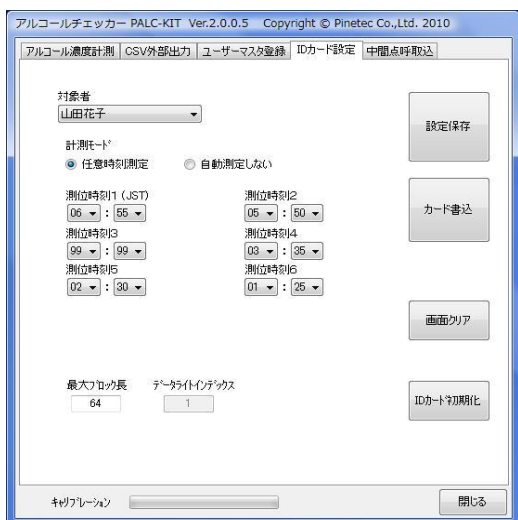 アルコールチェッカー PALC-KIT Ver.2.0.0.5 Copyright © Pinetec Co.,Ltd. 2010
アルコール濃度計測 CSV外部出力 ユーザーマスタ登録 IDカード設定 中間点呼取込
対象者
山田花子
設定保存
計測モード
任意時刻測定 自動測定しない
測位時刻1 (JST) 測位時刻2
06 : 55 05 : 50
カード書込
測位時刻3 測位時刻4
99 : 99 03 : 35
測位時刻5 測位時刻6
02 : 30 01 : 25
画面クリア
最大ブロック長 データライトインデックス
64 1
IDカード初期化
キャリブレーション 閉じる